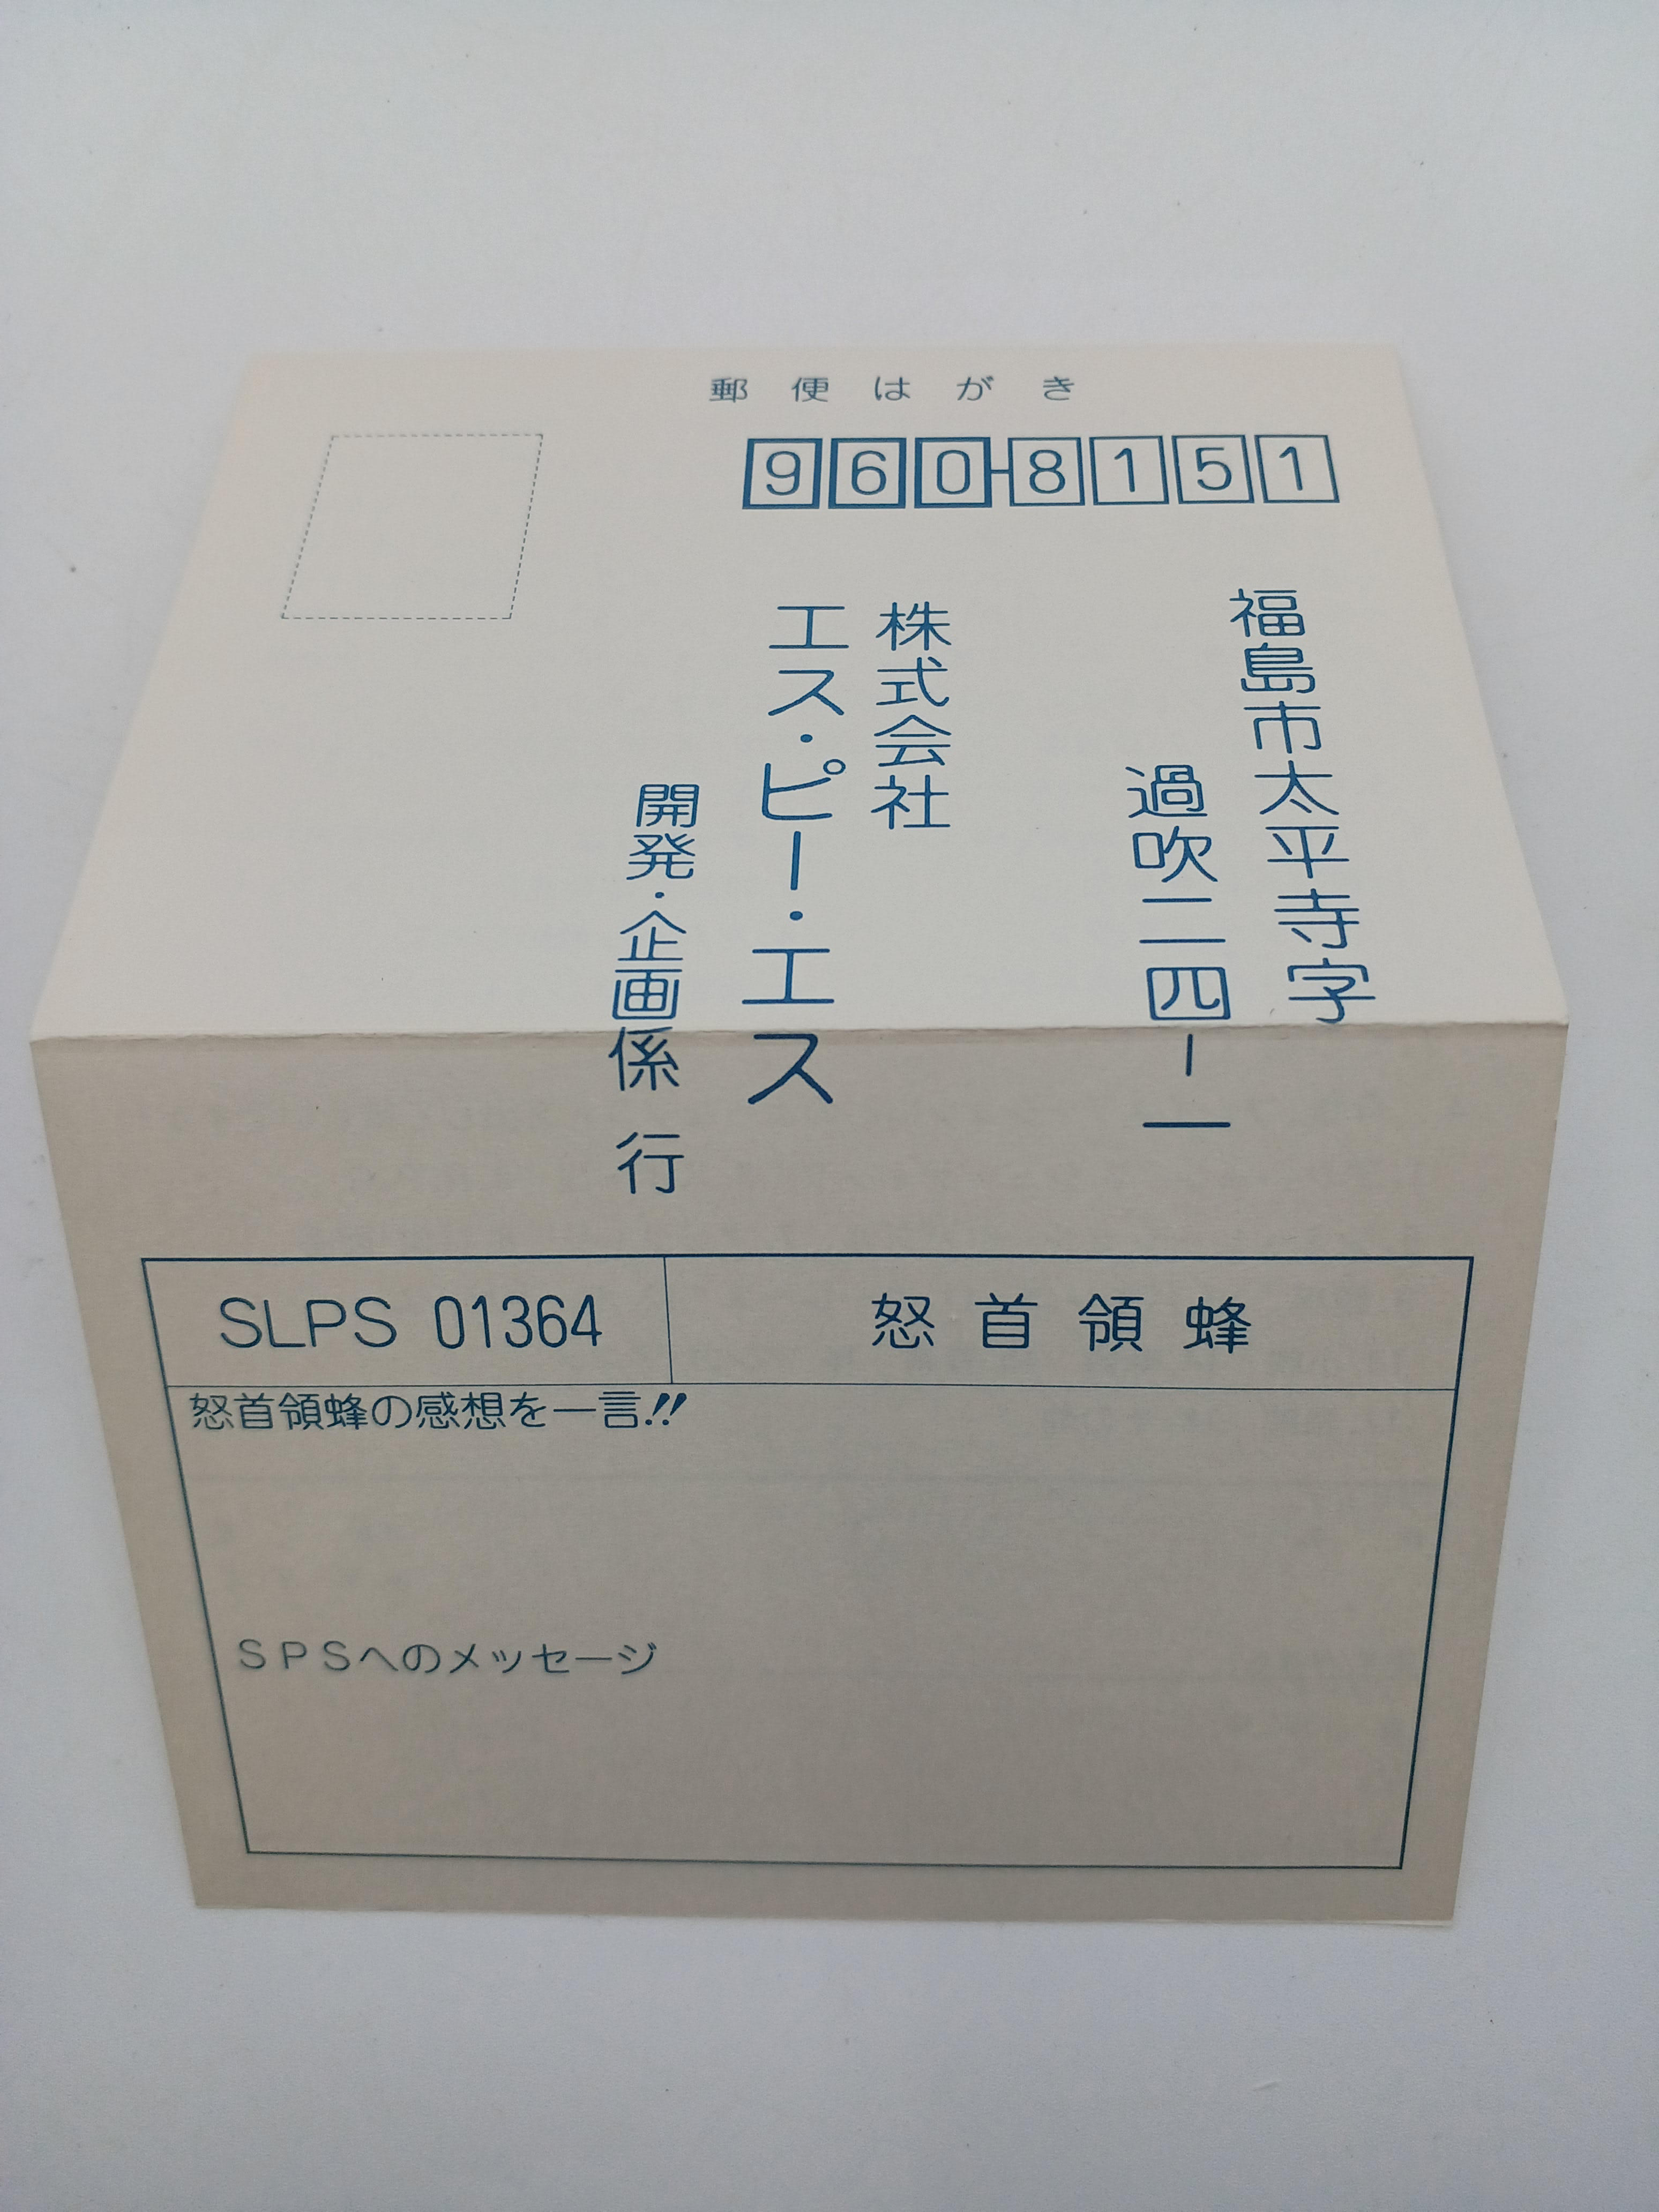 郵便はがき
960-8151
福島市太平寺字
過吹二四-一
株式会社
エス・ピー・エス
開発・企画係 行
SLPS 01364
怒首領蜂
怒首領蜂の感想を一言!!
SPSへのメッセージ